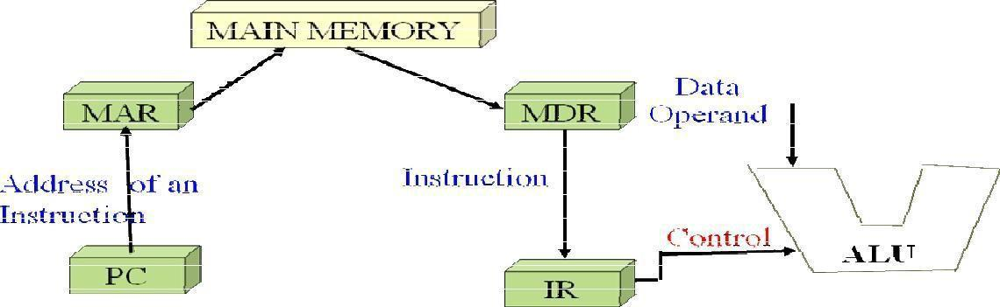 MAIN MEMORY
MAR
MDR
Data
Operand
Address of an
Instruction
Instruction
Control
ALU
PC
IR